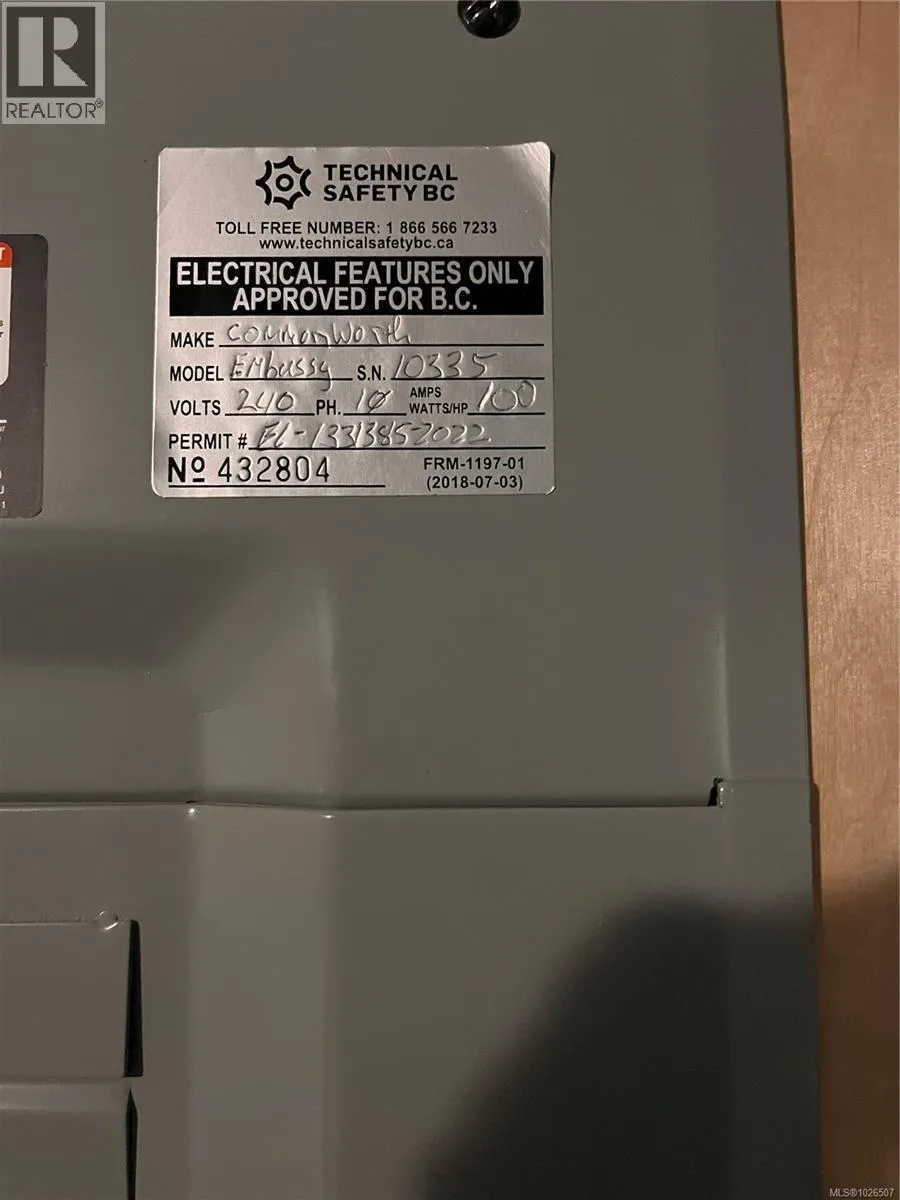 R
REALTOR®
TECHNICAL
SAFETY BC
TOLL FREE NUMBER: 1 866 566 7233
www.technicalsafetybc.ca
ELECTRICAL FEATURES ONLY
APPROVED FOR B.C.
MAKE CommonWorth
MODEL EMbassy S.N. 10335
VOLTS 240 PH. 1Ø AMPS WATTS/HP 100
PERMIT # EL-1331385-2022
Nº 432804 FRM-1197-01
(2018-07-03)
MLS®1026507